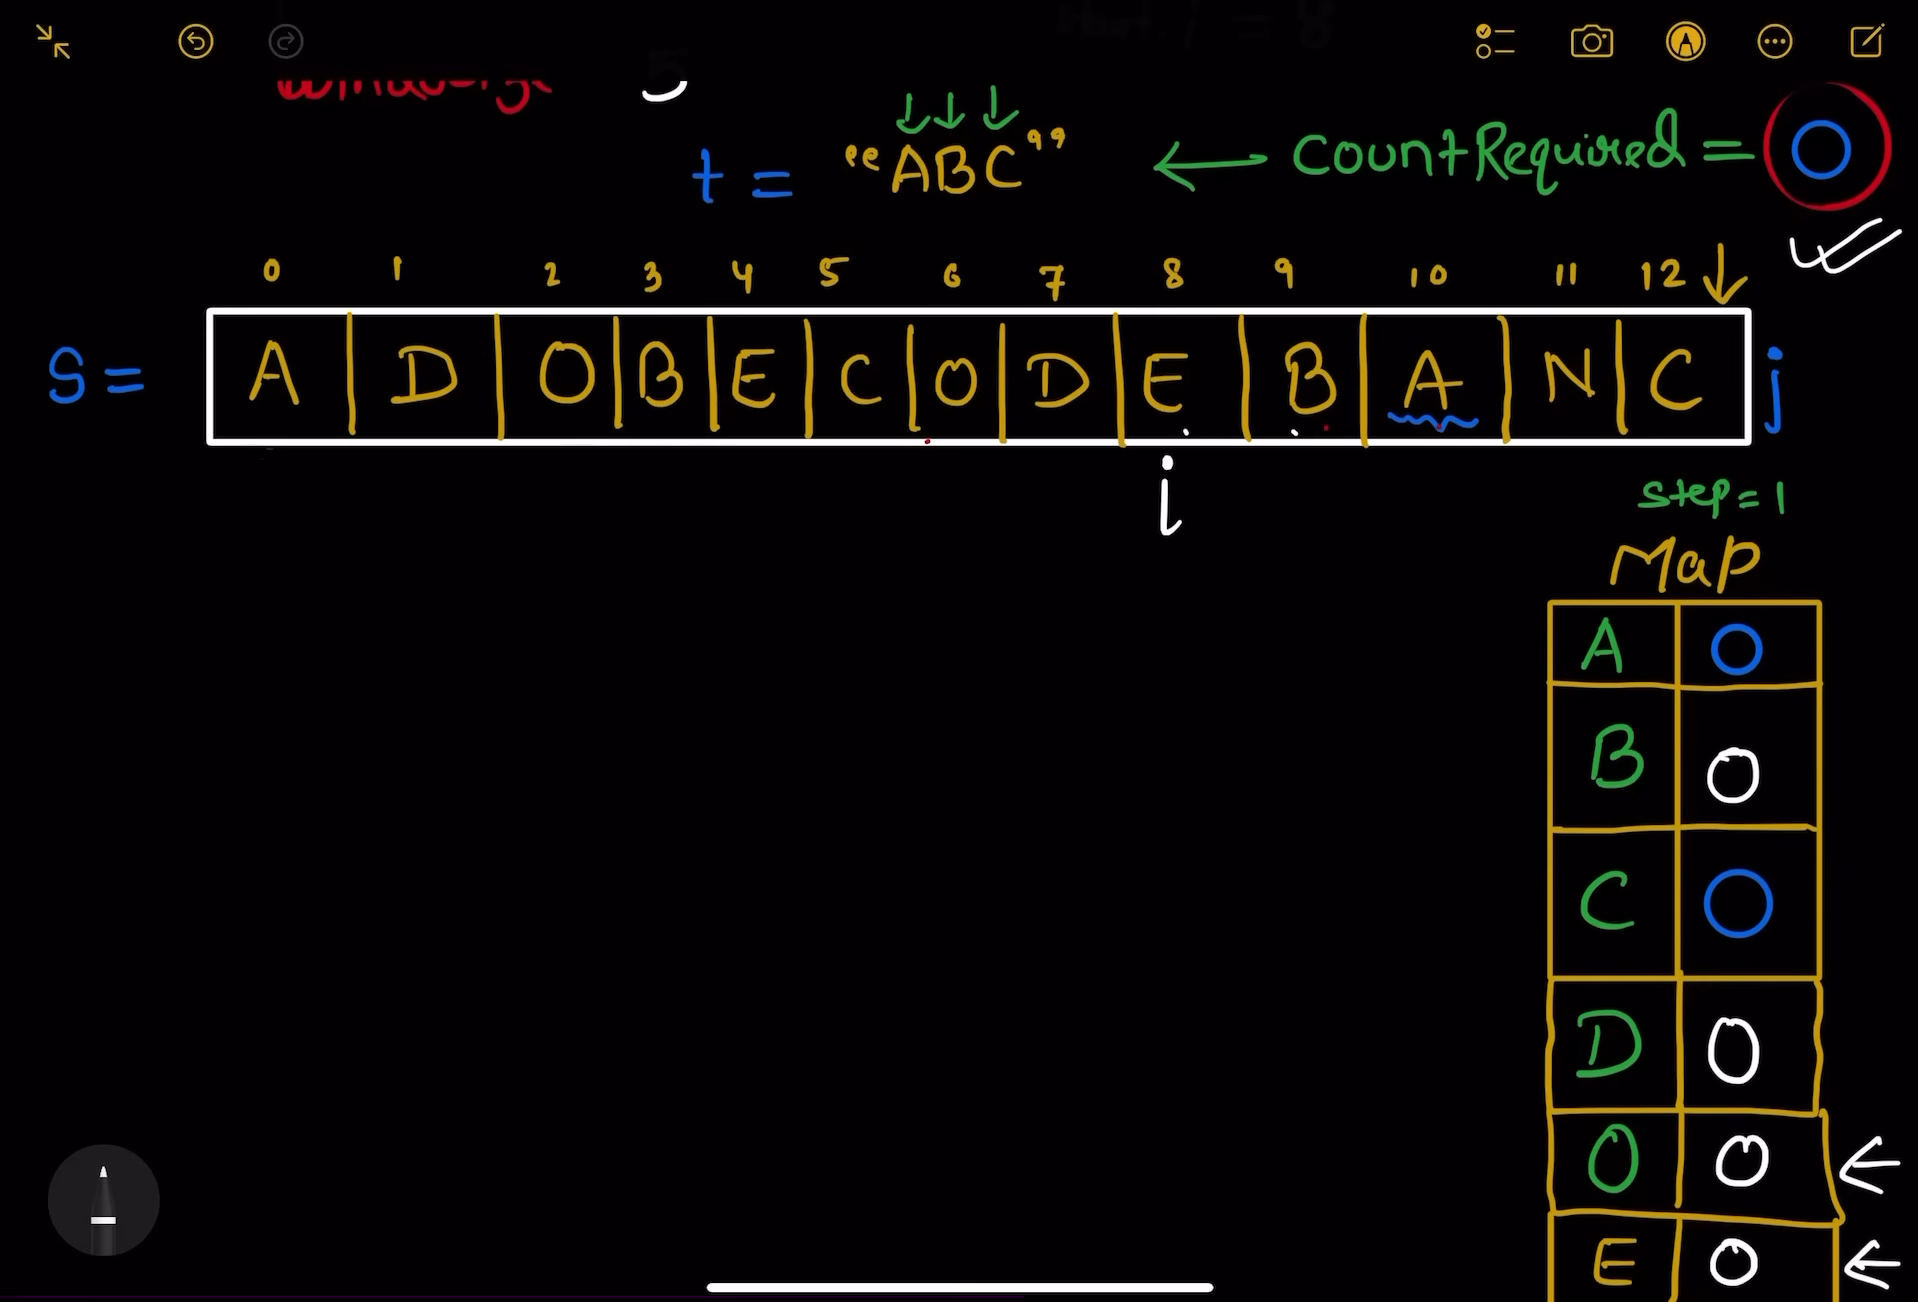 t = "ABC" ← CountRequired = 0
0 1 2 3 4 5 6 7 8 9 10 11 12
S = A D O B E C O D E B A N C j
i
Step = 1
Map
A 0
B 0
C 0
D 0
O 0
E 0